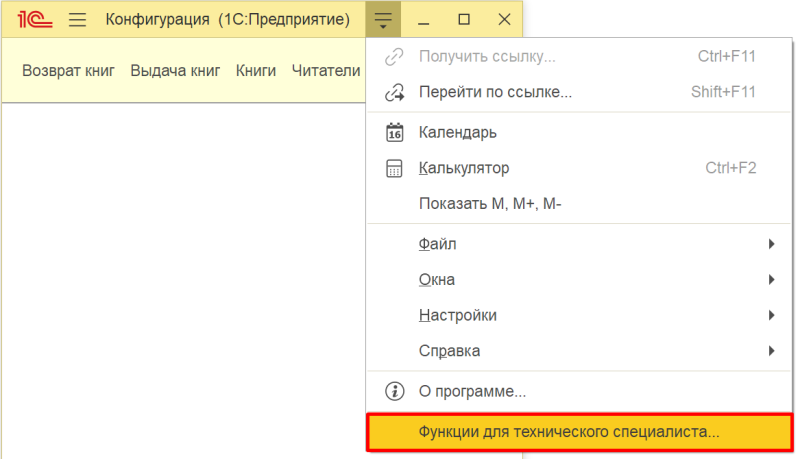 1С Конфигурация (1С:Предприятие)
Возврат книг Выдача книг Книги Читатели
Получить ссылку... Ctrl+F11
Перейти по ссылке... Shift+F11
16 Календарь
Калькулятор Ctrl+F2
Показать M, M+, M-
Файл
Окна
Настройки
Справка
i О программе...
Функции для технического специалиста...